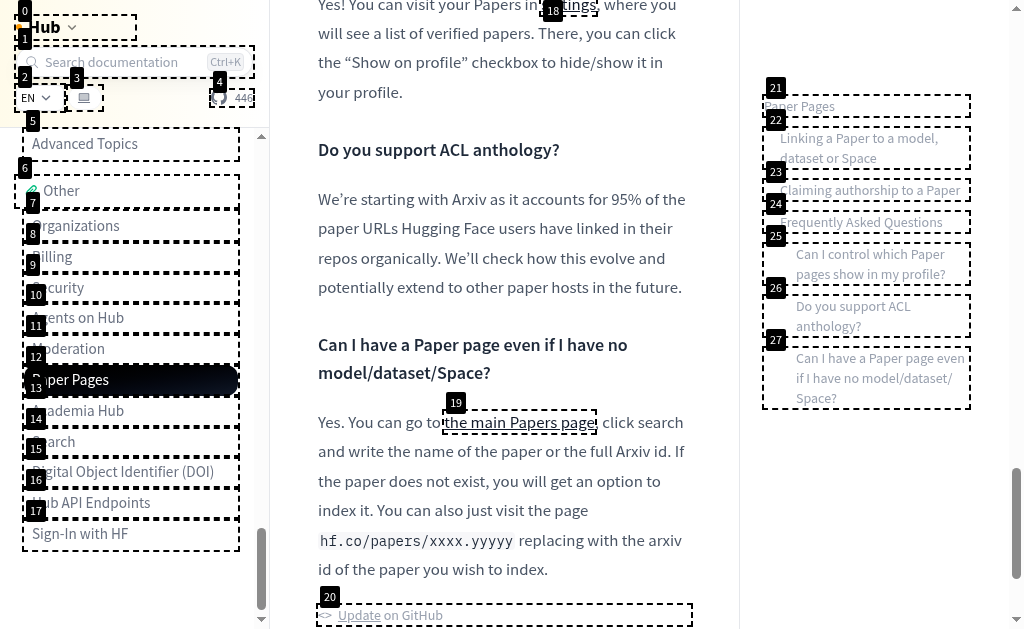 0
Hub
1
Search documentation Ctrl+K
2
3
4
EN
446
5
Advanced Topics
6
Other
7
Organizations
8
Billing
9
Security
10
Agents on Hub
11
Moderation
12
Paper Pages
13
Academia Hub
14
Search
15
Digital Object Identifier (DOI)
16
Hub API Endpoints
17
Sign-In with HF
Yes! You can visit your Papers in settings, where you
18
will see a list of verified papers. There, you can click
the “Show on profile” checkbox to hide/show it in
your profile.
Do you support ACL anthology?
We’re starting with Arxiv as it accounts for 95% of the
paper URLs Hugging Face users have linked in their
repos organically. We’ll check how this evolve and
potentially extend to other paper hosts in the future.
Can I have a Paper page even if I have no
model/dataset/Space?
19
Yes. You can go to the main Papers page, click search
and write the name of the paper or the full Arxiv id. If
the paper does not exist, you will get an option to
index it. You can also just visit the page
hf.co/papers/xxxx.yyyyy replacing with the arxiv
id of the paper you wish to index.
20
<> Update on GitHub
21
Paper Pages
22
Linking a Paper to a model,
dataset or Space
23
Claiming authorship to a Paper
24
Frequently Asked Questions
25
Can I control which Paper
pages show in my profile?
26
Do you support ACL
anthology?
27
Can I have a Paper page even
if I have no model/dataset/
Space?